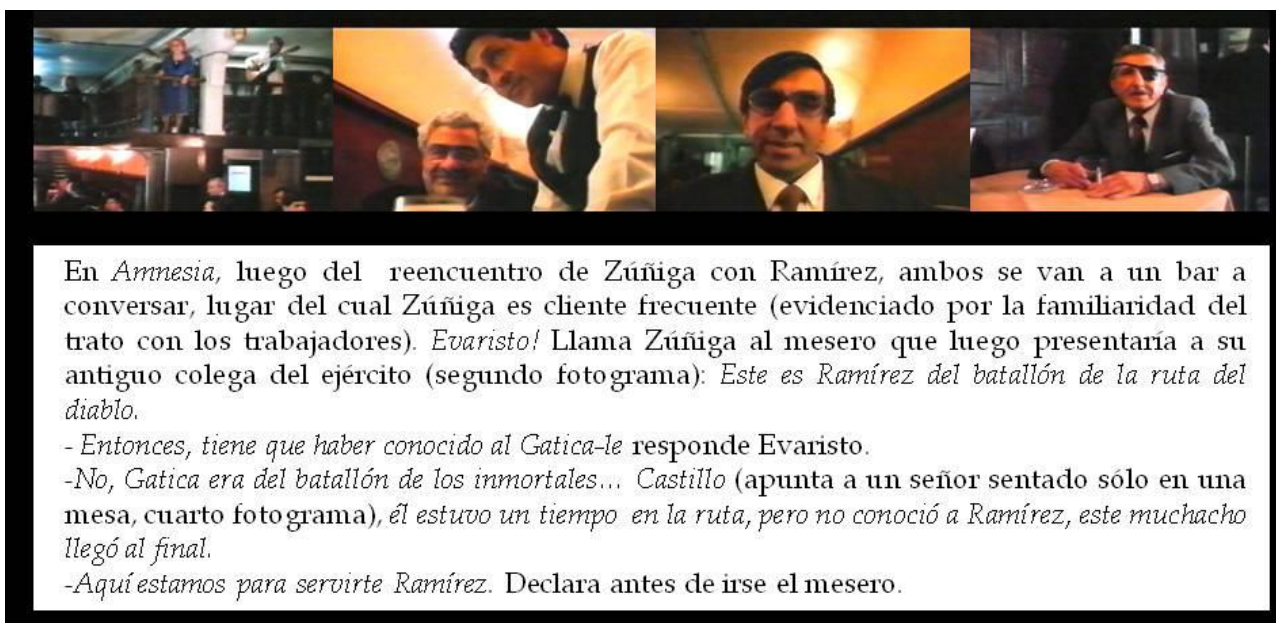 En Amnesia, luego del reencuentro de Zúñiga con Ramírez, ambos se van a un bar a
conversar, lugar del cual Zúñiga es cliente frecuente (evidenciado por la familiaridad del
trato con los trabajadores). Evaristo! Llama Zúñiga al mesero que luego presentaría a su
antiguo colega del ejército (segundo fotograma): Este es Ramírez del batallón de la ruta del
diablo.
- Entonces, tiene que haber conocido al Gatica-le responde Evaristo.
-No, Gatica era del batallón de los inmortales... Castillo (apunta a un señor sentado sólo en una
mesa, cuarto fotograma), él estuvo un tiempo en la ruta, pero no conoció a Ramírez, este muchacho
llegó al final.
-Aquí estamos para servirte Ramírez. Declara antes de irse el mesero.